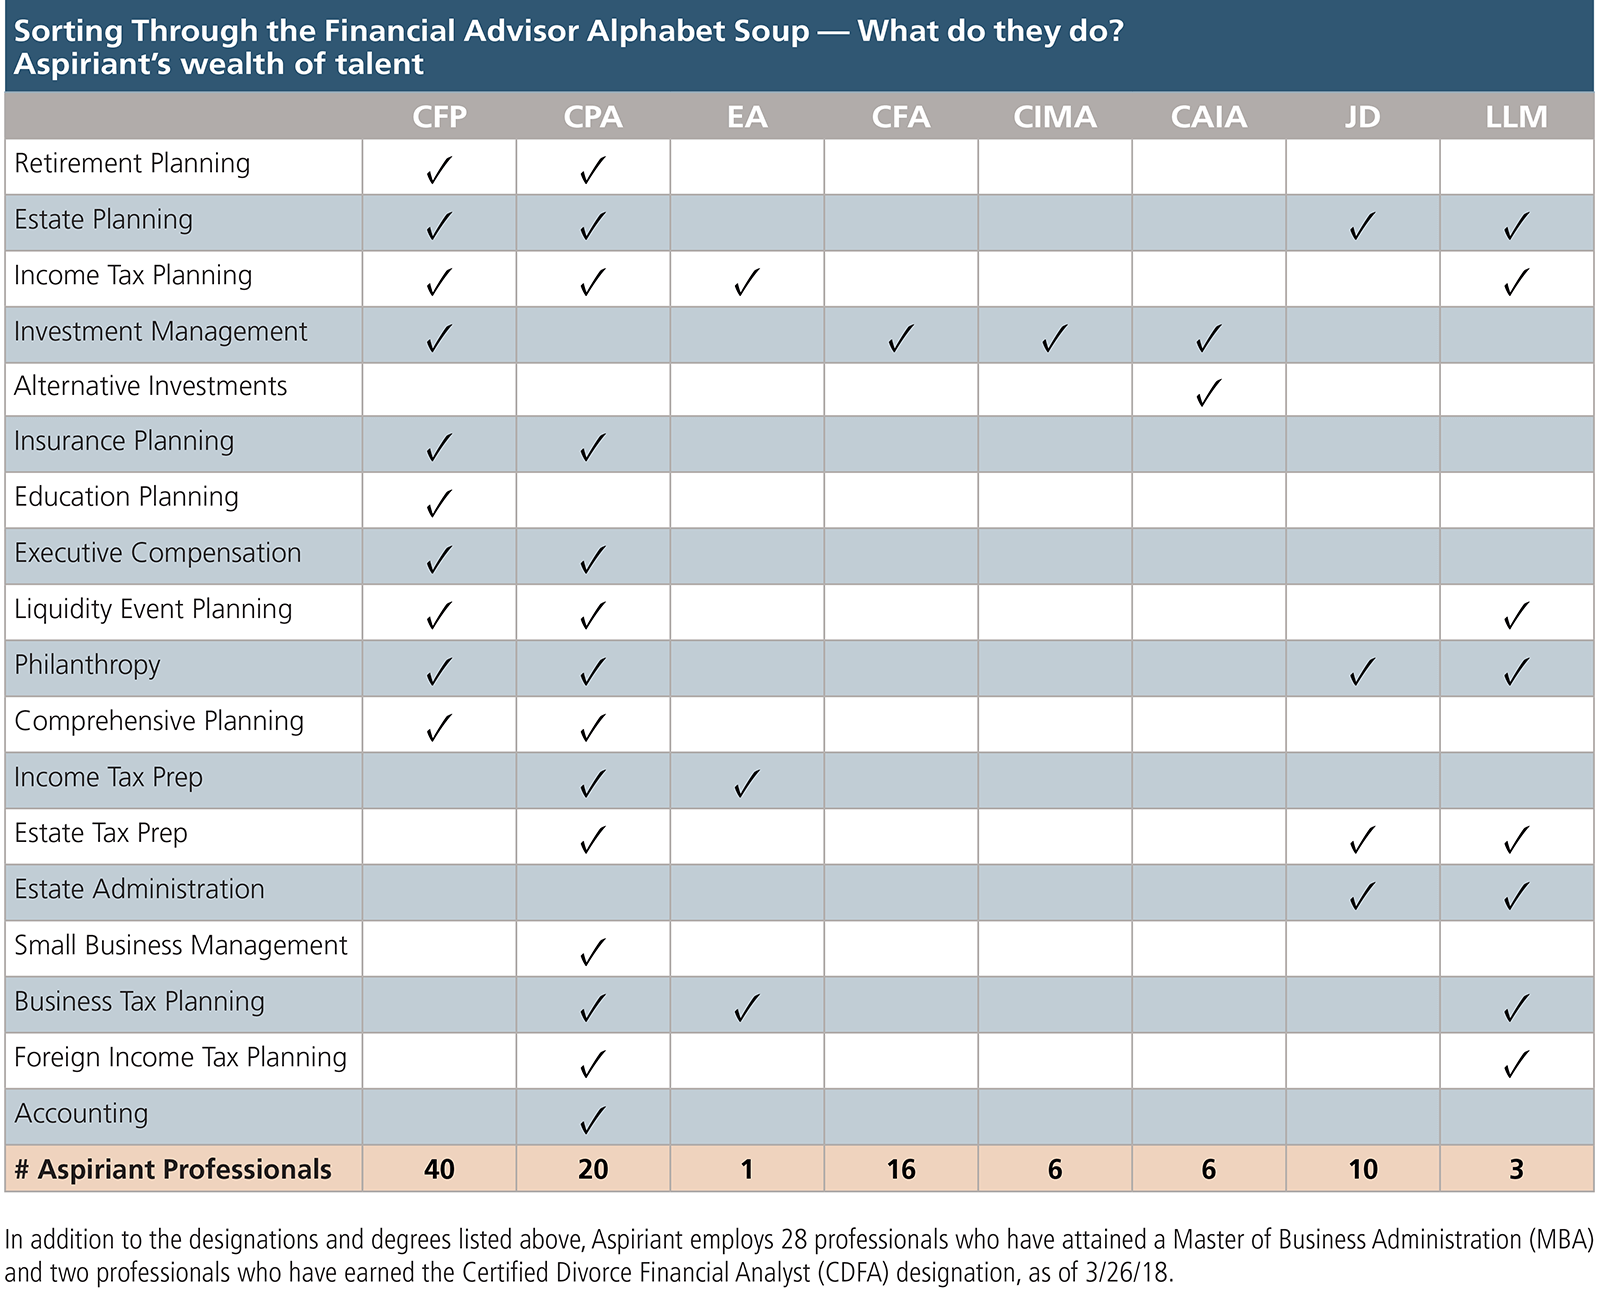 Sorting Through the Financial Advisor Alphabet Soup — What do they do?
Aspiriant’s wealth of talent
CFP CPA EA CFA CIMA CAIA JD LLM
Retirement Planning ✓ ✓
Estate Planning ✓ ✓ ✓ ✓
Income Tax Planning ✓ ✓ ✓ ✓
Investment Management ✓ ✓ ✓ ✓
Alternative Investments ✓
Insurance Planning ✓ ✓
Education Planning ✓
Executive Compensation ✓ ✓
Liquidity Event Planning ✓ ✓ ✓
Philanthropy ✓ ✓ ✓ ✓
Comprehensive Planning ✓ ✓
Income Tax Prep ✓ ✓
Estate Tax Prep ✓ ✓ ✓
Estate Administration ✓ ✓
Small Business Management ✓
Business Tax Planning ✓ ✓ ✓
Foreign Income Tax Planning ✓ ✓
Accounting ✓
# Aspiriant Professionals 40 20 1 16 6 6 10 3
In addition to the designations and degrees listed above, Aspiriant employs 28 professionals who have attained a Master of Business Administration (MBA)
and two professionals who have earned the Certified Divorce Financial Analyst (CDFA) designation, as of 3/26/18.